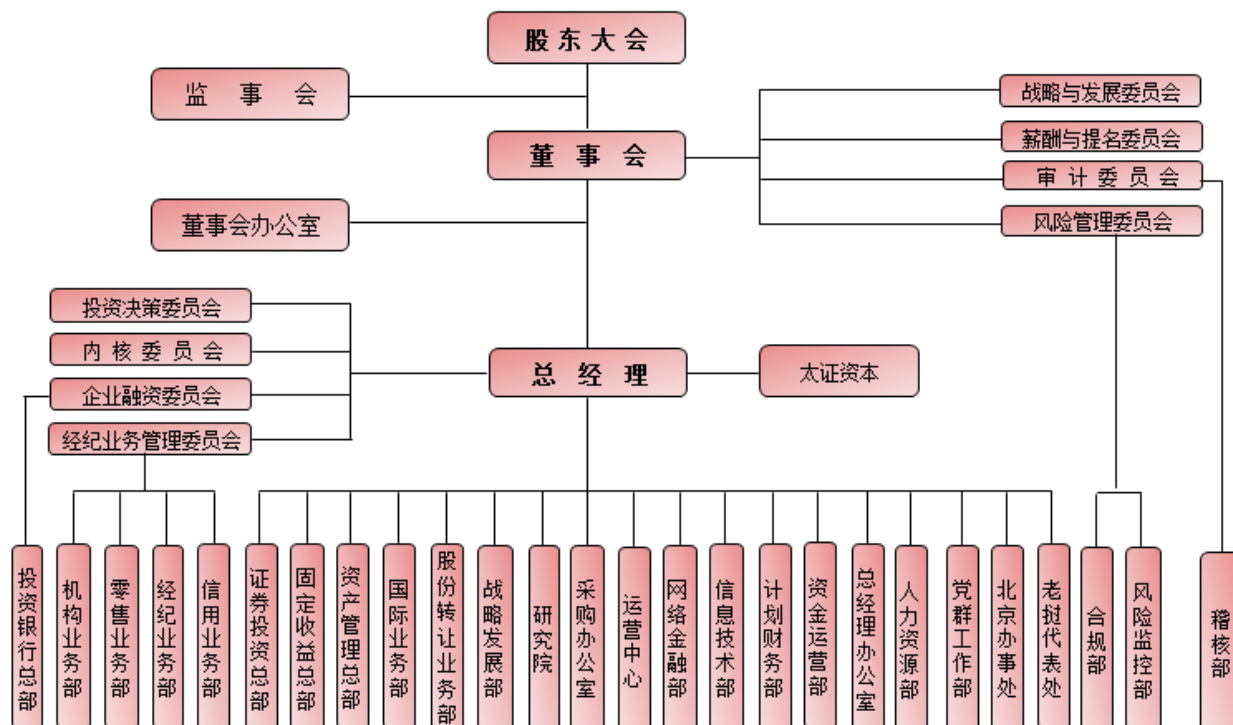 股东大会
监事会
战略与发展委员会
薪酬与提名委员会
董事会
审计委员会
董事会办公室
风险管理委员会
投资决策委员会
内核委员会
总经理
太证资本
企业融资委员会
经纪业务管理委员会
投资银行总部
机构业务部
零售业务部
经纪业务部
信用业务部
证券投资总部
固定收益总部
资产管理总部
国际业务部
股份转让业务部
战略发展部
研究院
采购办公室
运营中心
网络金融部
信息技术部
计划财务部
资金运营部
总经理办公室
人力资源部
党群工作部
北京办事处
老挝代表处
合规部
风险监控部
稽核部